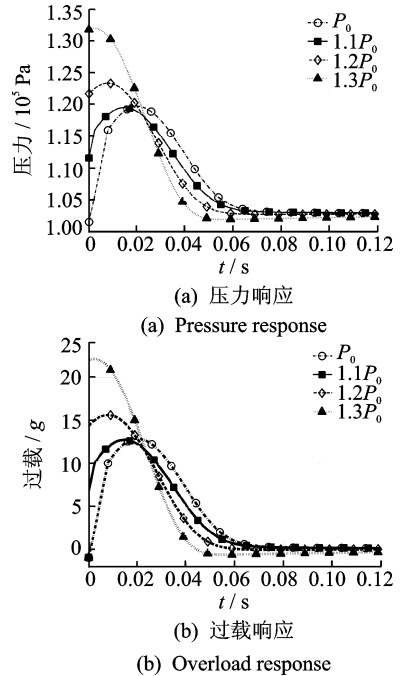 1.35
1.30
1.25
1.20
1.15
1.10
1.05
1.00
压力 / 10⁵ Pa
P₀
1.1P₀
1.2P₀
1.3P₀
0 0.02 0.04 0.06 0.08 0.10 0.12
t / s
(a) 压力响应
(a) Pressure response
25
20
15
10
5
0
过载 / g
P₀
1.1P₀
1.2P₀
1.3P₀
0 0.02 0.04 0.06 0.08 0.10 0.12
t / s
(b) 过载响应
(b) Overload response